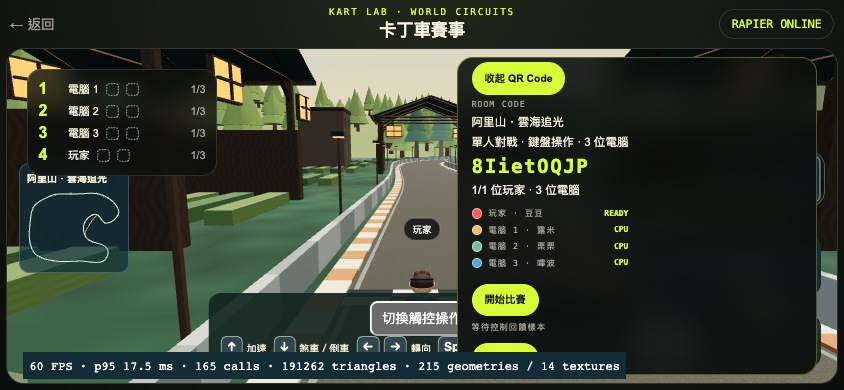 ← 返回
KART LAB · WORLD CIRCUITS
卡丁車賽事
RAPIER ONLINE
1 電腦 1 1/3
2 電腦 2 1/3
3 電腦 3 1/3
4 玩家 1/3
阿里山 · 雲海追光
玩家
切換觸控操作
↑ 加速 ↓ 煞車 / 倒車 ← → 轉向 Sp
收起 QR Code
ROOM CODE
阿里山 · 雲海追光
單人對戰 · 鍵盤操作 · 3 位電腦
8IietOQJP
1/1 位玩家 · 3 位電腦
玩家 · 豆豆 READY
電腦 1 · 露米 CPU
電腦 2 · 栗栗 CPU
電腦 3 · 嗶波 CPU
開始比賽
等待控制回饋樣本
60 FPS · p95 17.5 ms · 165 calls · 191262 triangles · 215 geometries / 14 textures